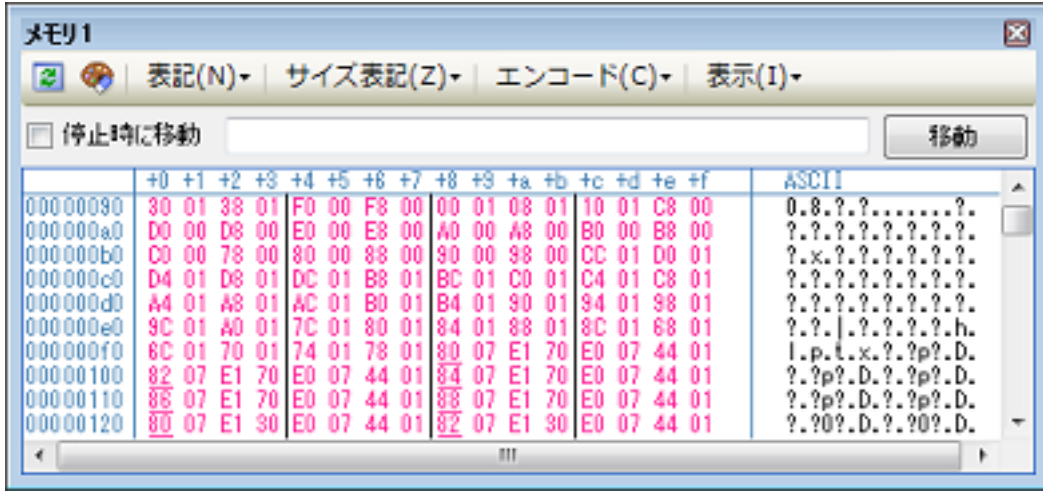 メモリ1
表記(N)▾ サイズ表記(Z)▾ エンコード(C)▾ 表示(I)▾
停止時に移動 移動
+0 +1 +2 +3 +4 +5 +6 +7 +8 +9 +a +b +c +d +e +f ASCII
00000090 30 01 38 01 F0 00 F8 00 00 01 08 01 10 01 C8 00 0.8.?.?.......?.
000000a0 D0 00 D8 00 E0 00 E8 00 A0 00 A8 00 B0 00 B8 00 ?.?.?.?.?.?.?.?.
000000b0 C0 00 78 00 80 00 88 00 90 00 98 00 CC 01 D0 01 ?.x.?.?.?.?.?.?.
000000c0 D4 01 D8 01 DC 01 B8 01 BC 01 C0 01 C4 01 C8 01 ?.?.?.?.?.?.?.?.
000000d0 A4 01 A8 01 AC 01 B0 01 B4 01 90 01 94 01 98 01 ?.?.?.?.?.?.?.?.
000000e0 9C 01 A0 01 7C 01 80 01 84 01 88 01 8C 01 68 01 ?.?.|.?.?.?.?.h.
000000f0 6C 01 70 01 74 01 78 01 80 07 E1 70 E0 07 44 01 l.p.t.x.?.?p?.D.
00000100 82 07 E1 70 E0 07 44 01 84 07 E1 70 E0 07 44 01 ?.?p?.D.?.?p?.D.
00000110 86 07 E1 70 E0 07 44 01 88 07 E1 70 E0 07 44 01 ?.?p?.D.?.?p?.D.
00000120 80 07 E1 30 E0 07 44 01 82 07 E1 30 E0 07 44 01 ?.?0?.D.?.?0?.D.